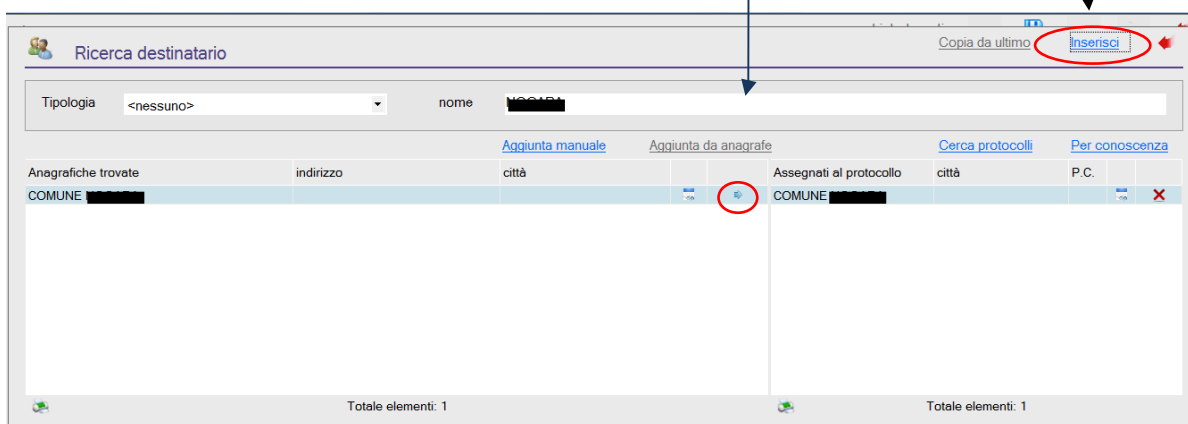 Ricerca destinatario Copia da ultimo Inserisci
Tipologia <nessuno> nome
Aggiunta manuale Aggiunta da anagrafe Cerca protocolli Per conoscenza
Anagrafiche trovate indirizzo città Assegnati al protocollo città P.C.
COMUNE COMUNE
Totale elementi: 1 Totale elementi: 1